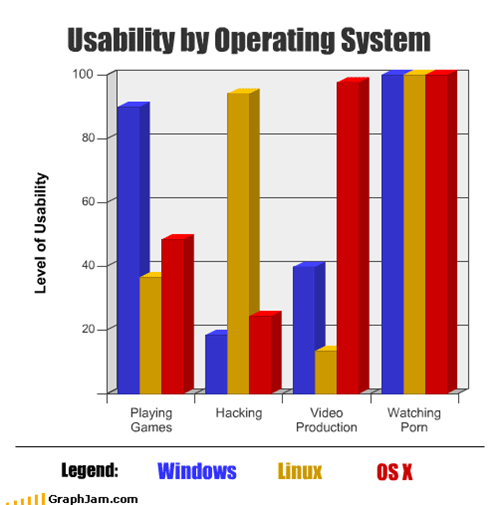 Usability by Operating System
Level of Usability
100
80
60
40
20
Playing
Games
Hacking
Video
Production
Watching
Porn
Legend: Windows Linux OS X
GraphJam.com